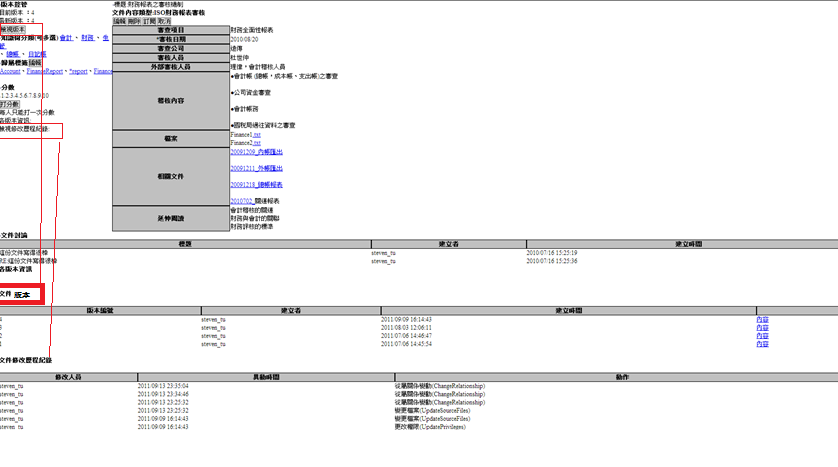 版本控管
目前版本 : 4
最新版本 : 4
檢視版本
知識領分類(可多選) 會計、財務、
、總帳、日記帳
歸屬標籤 編輯
Account、FinanceReport、*report、Finance
分數
1.2.3.4.5.6.7.8.9.10
打分數
每人只能打一次分數
各版本資訊:
檢視修改歷程紀錄:
標題:財務報表之審核機制
文件內容類型:ISO財務報表審核
編輯 刪除 訂閱 取消
審查項目 財務全面性報表
*審核日期 2010/08/20
審查公司 遠傳
審核人員 杜世仲
外部審核人員 理律,會計稽核人員
稽核內容
●會計帳(總帳、成本帳、支出帳)之審查
●公司資金審查
●會計帳務
●國稅局過往資料之審查
檔案
Finance1.txt
Finance2.txt
相關文件
20091209_內帳匯出
20091211_外帳匯出
20091218_總帳報表
2010702_關連報表
延伸閱讀
會計稽核的關連
財務與會計的關聯
財務評核的標準
文件討論
標題 建立者 建立時間
這份文件寫得很棒 steven_tu 2010/07/16 15:25:19
RE:這份文件寫得很棒 steven_tu 2010/07/16 15:25:36
各版本資訊
文件 版本
版本編號 建立者 建立時間
4 steven_tu 2011/09/09 16:14:43 內容
3 steven_tu 2011/08/03 12:06:11 內容
2 steven_tu 2011/07/06 14:46:47 內容
1 steven_tu 2011/07/06 14:45:54 內容
文件修改歷程紀錄
修改人員 異動時間 動作
steven_tu 2011/09/13 23:35:04 從屬關係變動(ChangeRelationship)
steven_tu 2011/09/13 23:34:46 從屬關係變動(ChangeRelationship)
steven_tu 2011/09/13 23:25:32 從屬關係變動(ChangeRelationship)
steven_tu 2011/09/13 23:25:32 變更檔案(UpdateSourceFiles)
steven_tu 2011/09/09 16:14:43 變更檔案(UpdateSourceFiles)
steven_tu 2011/09/09 16:14:43 更改權限(UpdatePrivileges)